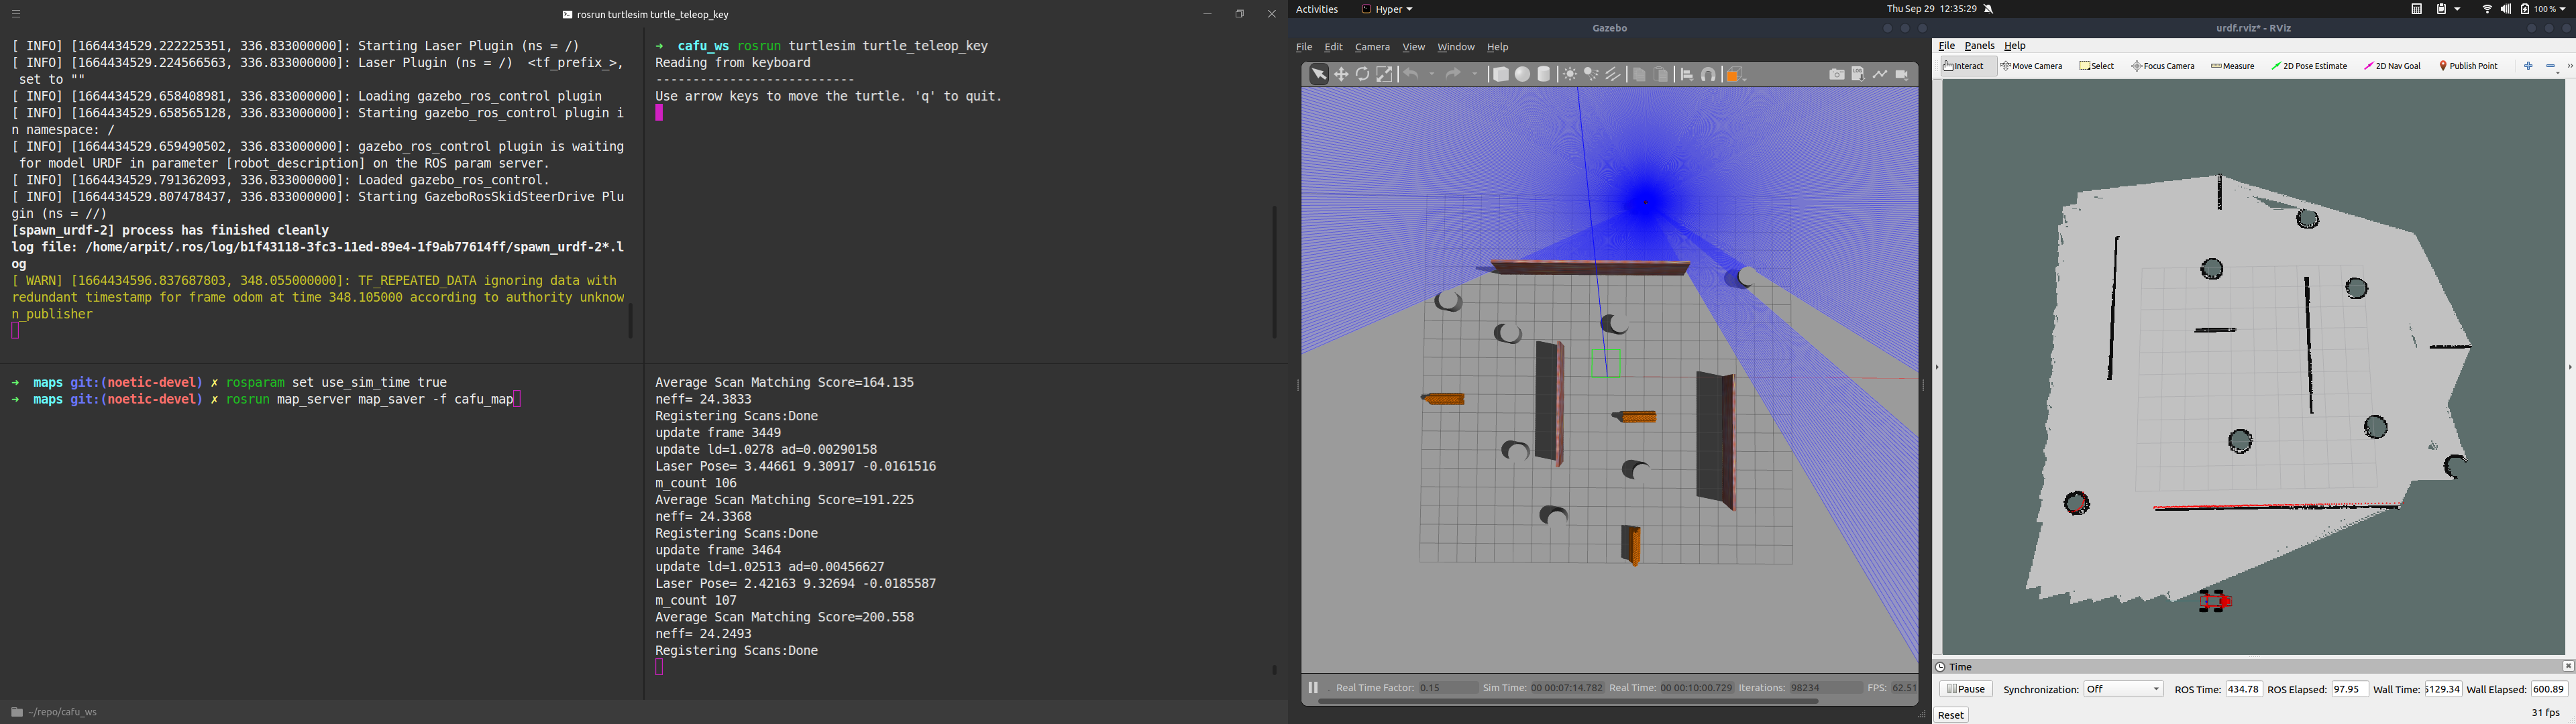 rosrun turtlesim turtle_teleop_key
[ INFO] [1664434529.222225351, 336.833000000]: Starting Laser Plugin (ns = /)
[ INFO] [1664434529.224566563, 336.833000000]: Laser Plugin (ns = /)  <tf_prefix_>,
 set to ""
[ INFO] [1664434529.658408981, 336.833000000]: Loading gazebo_ros_control plugin
[ INFO] [1664434529.658565128, 336.833000000]: Starting gazebo_ros_control plugin i
n namespace: /
[ INFO] [1664434529.659490502, 336.833000000]: gazebo_ros_control plugin is waiting
 for model URDF in parameter [robot_description] on the ROS param server.
[ INFO] [1664434529.791362093, 336.833000000]: Loaded gazebo_ros_control.
[ INFO] [1664434529.807478437, 336.833000000]: Starting GazeboRosSkidSteerDrive Plu
gin (ns = //)
[spawn_urdf-2] process has finished cleanly
log file: /home/arpit/.ros/log/b1f43118-3fc3-11ed-89e4-1f9ab77614ff/spawn_urdf-2*.l
og
[ WARN] [1664434596.837687803, 348.055000000]: TF_REPEATED_DATA ignoring data with
redundant timestamp for frame odom at time 348.105000 according to authority unknow
n_publisher
➜  cafu_ws rosrun turtlesim turtle_teleop_key
Reading from keyboard
---------------------------
Use arrow keys to move the turtle. 'q' to quit.
➜  maps git:(noetic-devel) ✗ rosparam set use_sim_time true
➜  maps git:(noetic-devel) ✗ rosrun map_server map_saver -f cafu_map
Average Scan Matching Score=164.135
neff= 24.3833
Registering Scans:Done
update frame 3449
update ld=1.0278 ad=0.00290158
Laser Pose= 3.44661 9.30917 -0.0161516
m_count 106
Average Scan Matching Score=191.225
neff= 24.3368
Registering Scans:Done
update frame 3464
update ld=1.02513 ad=0.00456627
Laser Pose= 2.42163 9.32694 -0.0185587
m_count 107
Average Scan Matching Score=200.558
neff= 24.2493
Registering Scans:Done
~/repo/cafu_ws
Activities Hyper Thu Sep 29 12:35:29 100 %
Gazebo
File Edit Camera View Window Help
Real Time Factor: 0.15 Sim Time: 00 00:07:14.782 Real Time: 00 00:10:00.729 Iterations: 98234 FPS: 62.51
urdf.rviz* - RViz
File Panels Help
Interact Move Camera Select Focus Camera Measure 2D Pose Estimate 2D Nav Goal Publish Point
Time
Pause Synchronization: Off ROS Time: 434.78 ROS Elapsed: 97.95 Wall Time: 5129.34 Wall Elapsed: 600.89
Reset 31 fps